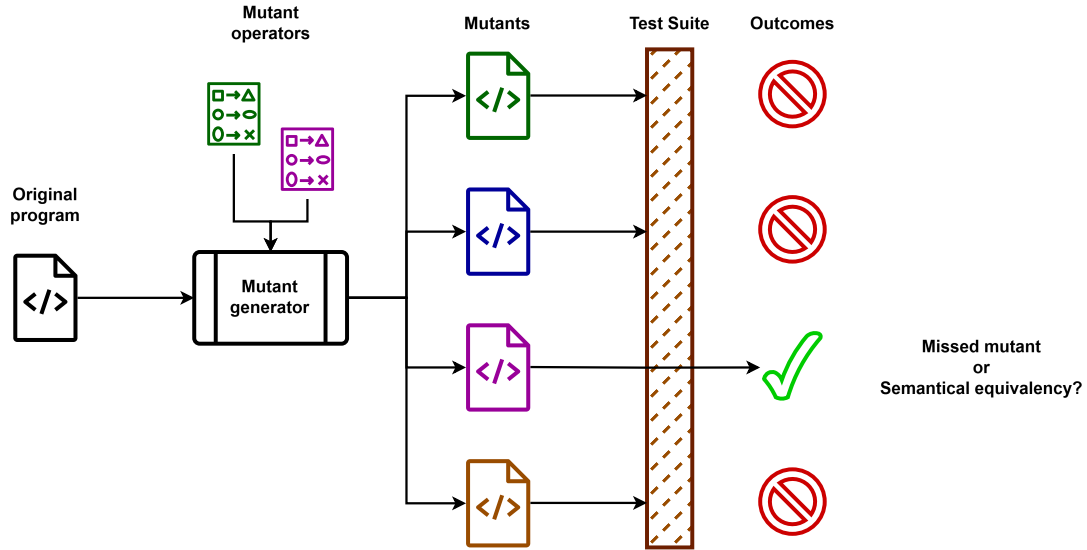 Mutant
operators
Mutants
Test Suite
Outcomes
</>
Original
program
</>
</>
Mutant
generator
</>
</>
Missed mutant
or
Semantical equivalency?
</>